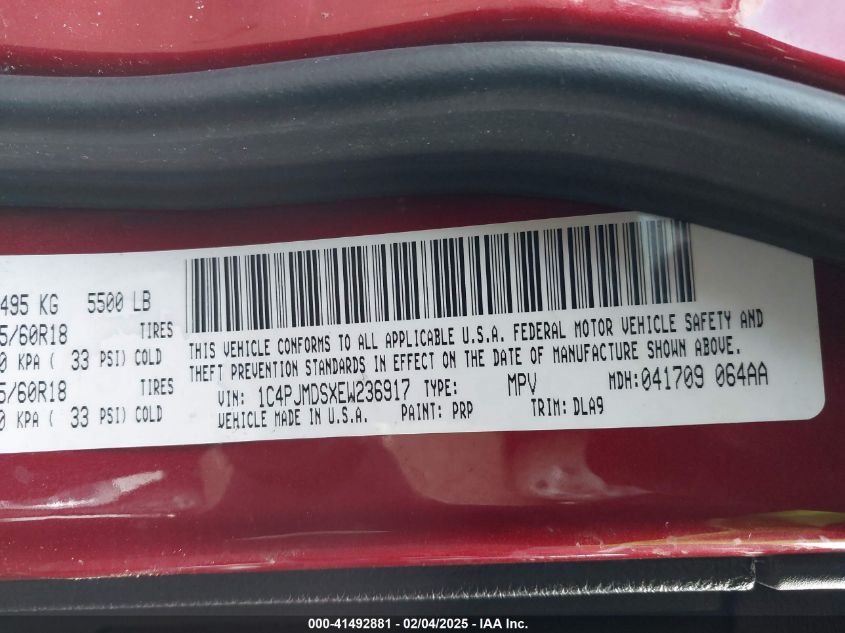 495 KG 5500 LB
5/60R18 TIRES
0 KPA ( 33 PSI) COLD
5/60R18 TIRES
0 KPA ( 33 PSI) COLD
THIS VEHICLE CONFORMS TO ALL APPLICABLE U.S.A. FEDERAL MOTOR VEHICLE SAFETY AND
THEFT PREVENTION STANDARDS IN EFFECT ON THE DATE OF MANUFACTURE SHOWN ABOVE.
VIN: 1C4PJMDSXEW236917 TYPE: MPV MDH:041709 064AA
VEHICLE MADE IN U.S.A. PAINT: PRP TRIM: DLA9
000-41492881 - 02/04/2025 - IAA Inc.